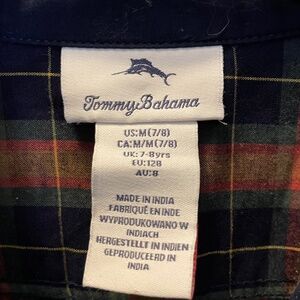 Tommy Bahama
US:M(7/8)
CA:M/M(7/8)
UK: 7-8yrs
EU:128
AU:8
MADE IN INDIA
FABRIQUÉ EN INDE
WYPRODUKOWANO W
INDIACH
HERGESTELLT IN INDIEN
GEPRODUCEERD IN
INDIA